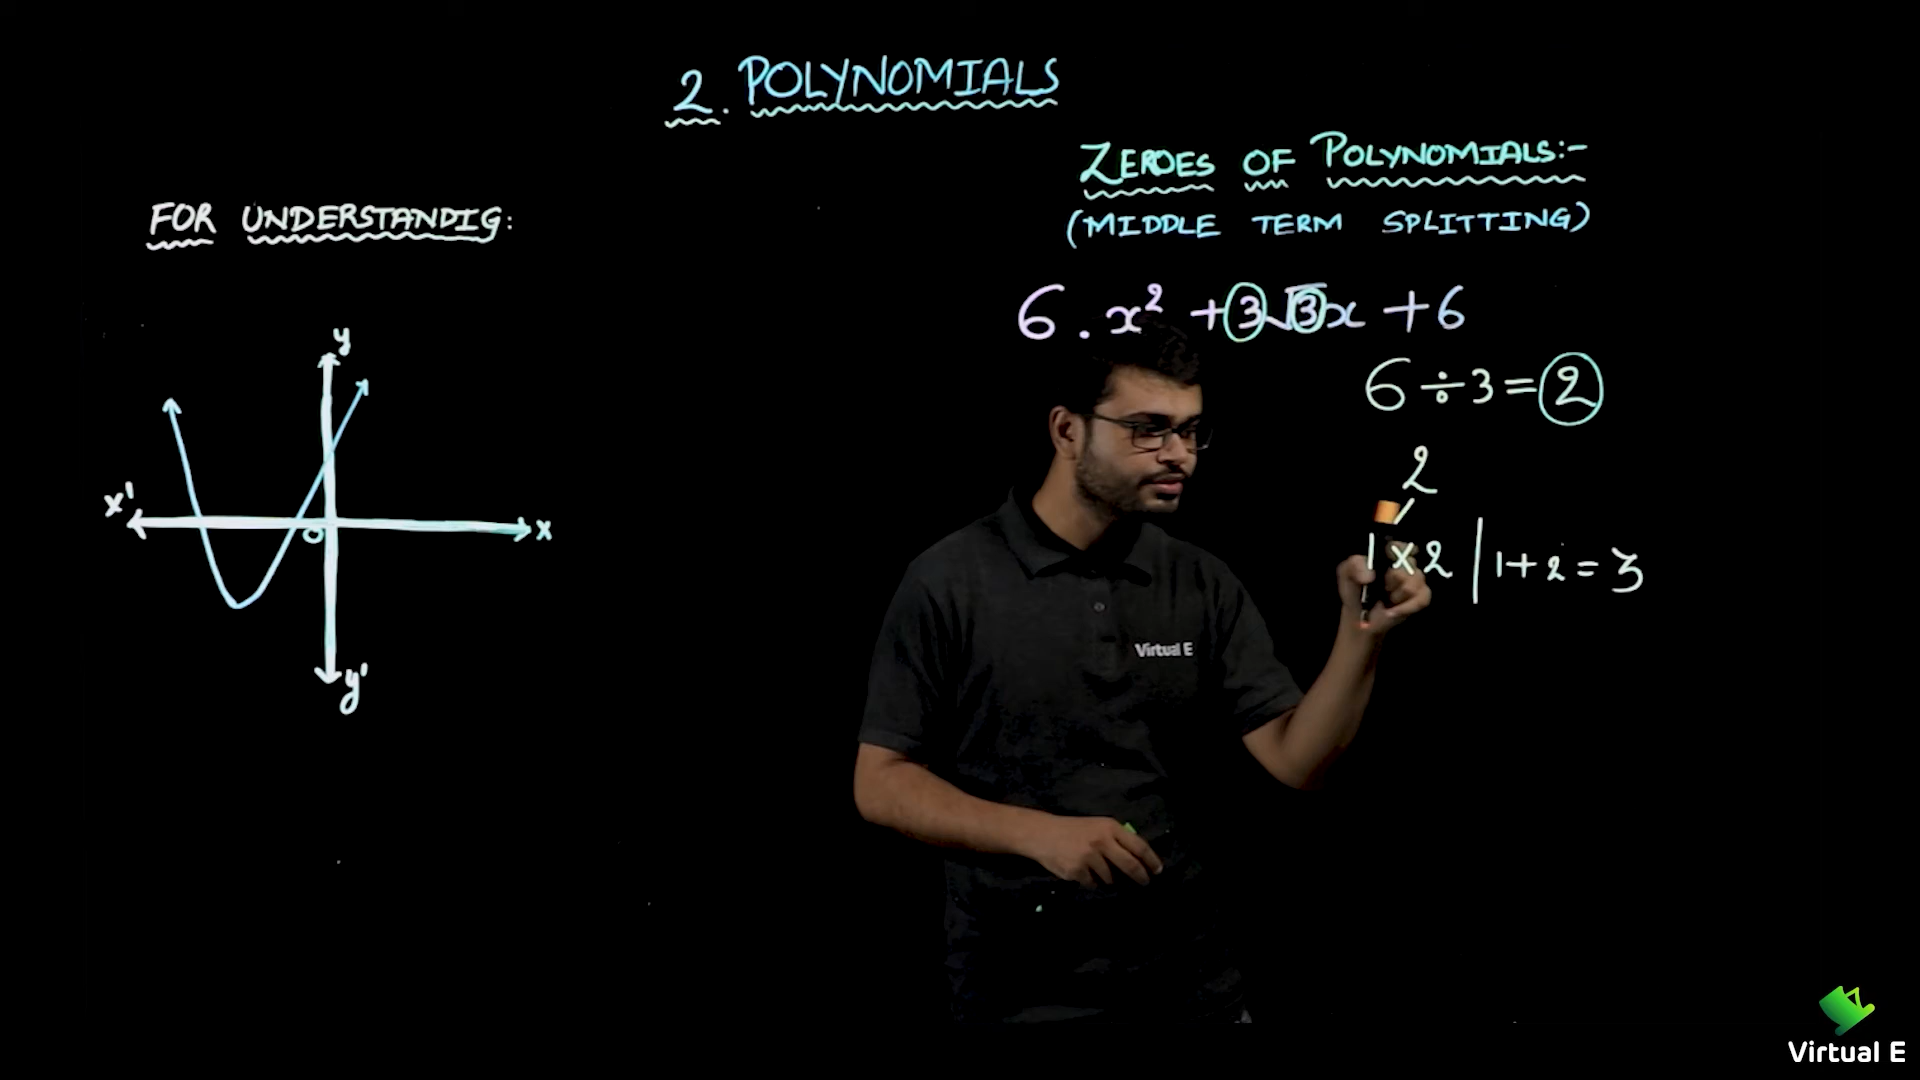 2. POLYNOMIALS
ZEROES OF POLYNOMIALS:-
(MIDDLE TERM SPLITTING)
FOR UNDERSTANDIG:
6. x² + 3√3x + 6
6 ÷ 3 = 2
2
1 x 2 | 1 + 2 = 3
y
x' O x
y'
Virtual E
Virtual E